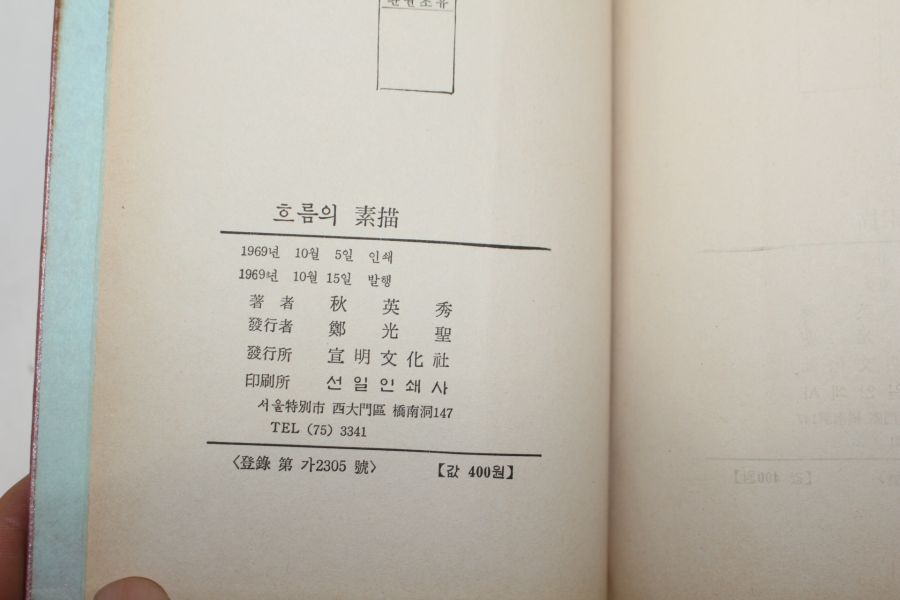 판권소유
흐름의 素描
1969년 10월 5일 인쇄
1969년 10월 15일 발행
著者 秋英秀
發行者 鄭光聖
發行所 宣明文化社
印刷所 선일인쇄사
서울特別市 西大門區 橋南洞147
TEL (75) 3341
〈登錄 第 가2305 號〉 【값 400원】